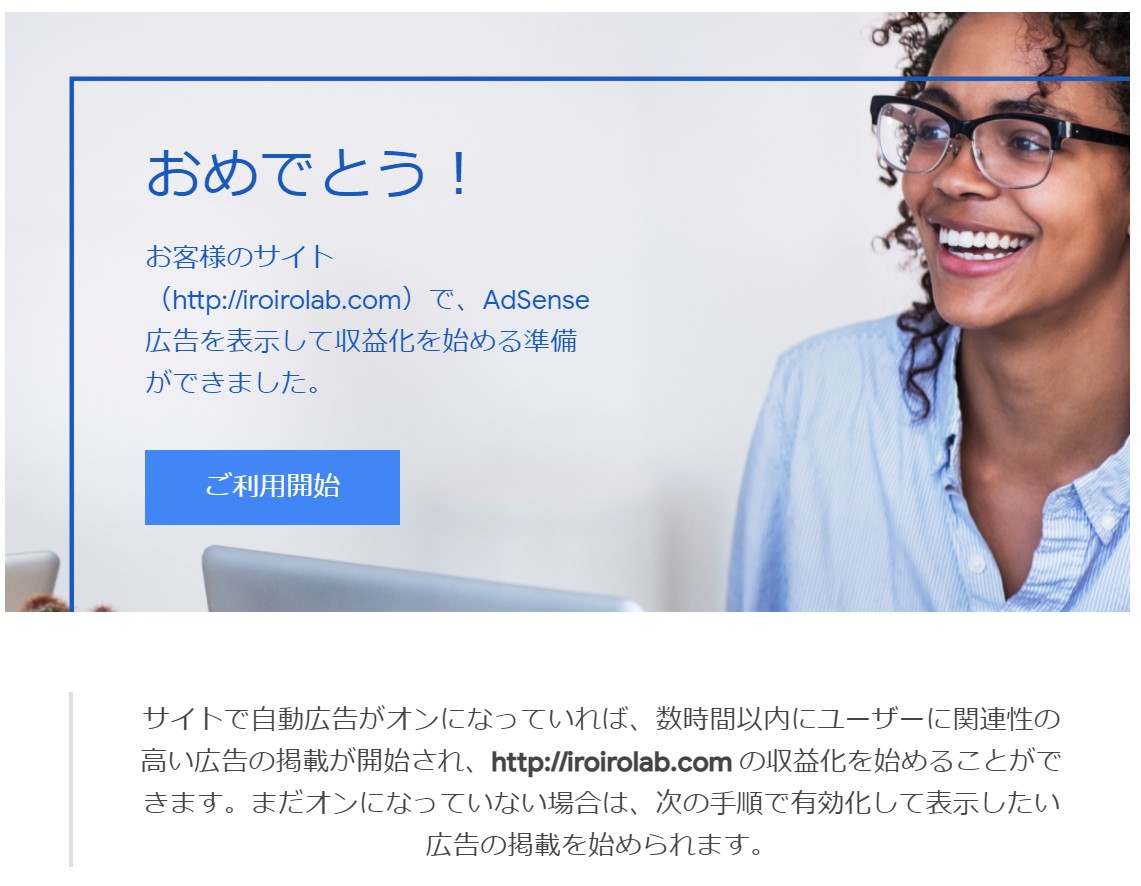 おめでとう！
お客様のサイト
（http://iroirolab.com）で、AdSense
広告を表示して収益化を始める準備
ができました。
ご利用開始
サイトで自動広告がオンになっていれば、数時間以内にユーザーに関連性の
高い広告の掲載が開始され、http://iroirolab.com の収益化を始めることがで
きます。まだオンになっていない場合は、次の手順で有効化して表示したい
広告の掲載を始められます。